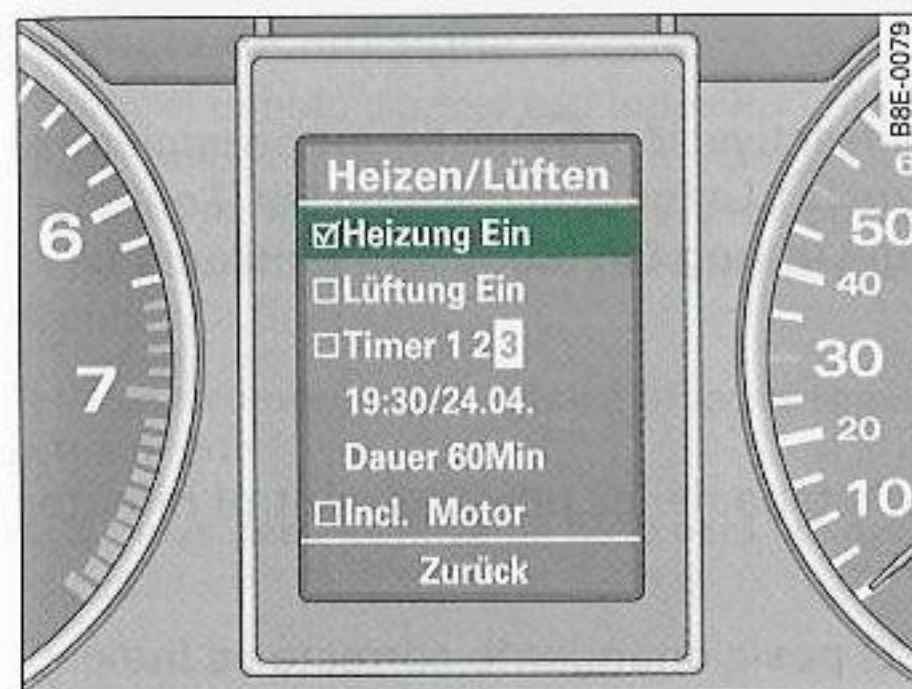 Heizen/Lüften
☑Heizung Ein
☐Lüftung Ein
☐Timer 1 2 3
19:30/24.04.
Dauer 60Min
☐Incl. Motor
Zurück
6
7
50
40
30
20
10
B8E-0079